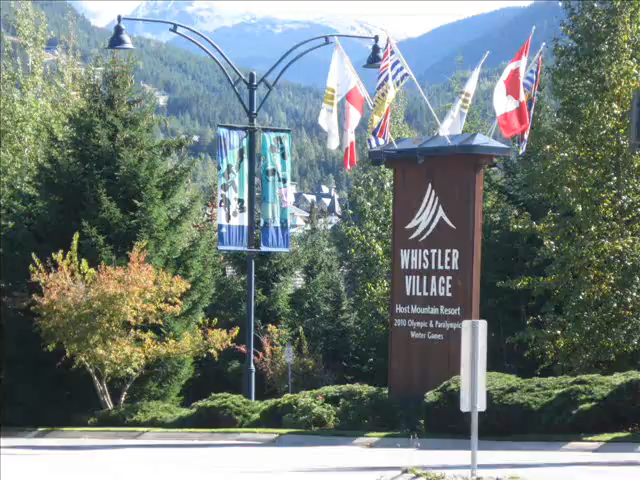 WHISTLER
VILLAGE
Host Mountain Resort
2010 Olympic & Paralympic
Winter Games